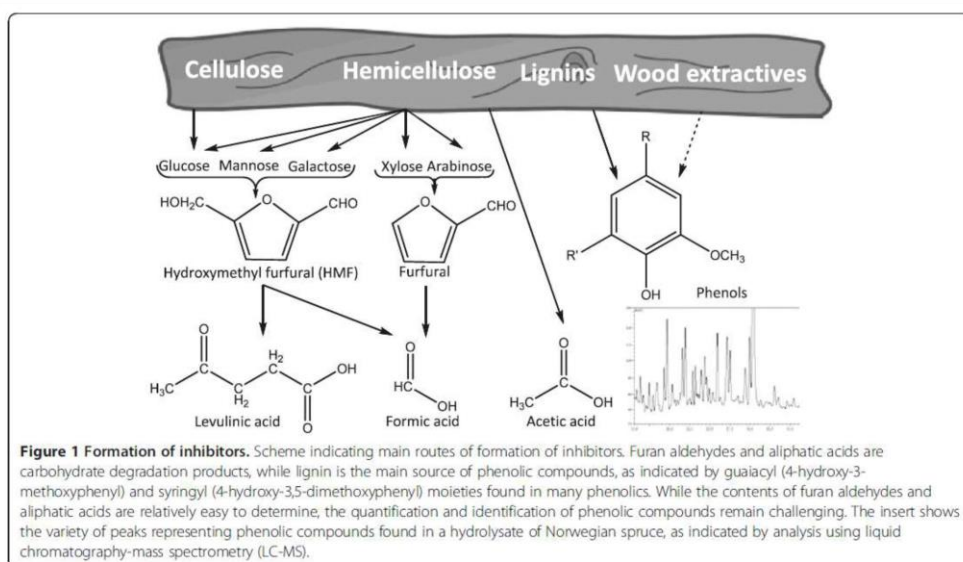 Cellulose Hemicellulose Lignins Wood extractives
Glucose Mannose Galactose Xylose Arabinose
R
HOH₂C O CHO O CHO
R' OCH₃
Hydroxymethyl furfural (HMF) Furfural
OH Phenols
O H₂ O O
C C OH C
H₃C C C HC OH H₃C OH
H₂ O
Levulinic acid Formic acid Acetic acid
Figure 1 Formation of inhibitors. Scheme indicating main routes of formation of inhibitors. Furan aldehydes and aliphatic acids are
carbohydrate degradation products, while lignin is the main source of phenolic compounds, as indicated by guaiacyl (4-hydroxy-3-
methoxyphenyl) and syringyl (4-hydroxy-3,5-dimethoxyphenyl) moieties found in many phenolics. While the contents of furan aldehydes and
aliphatic acids are relatively easy to determine, the quantification and identification of phenolic compounds remain challenging. The insert shows
the variety of peaks representing phenolic compounds found in a hydrolysate of Norwegian spruce, as indicated by analysis using liquid
chromatography-mass spectrometry (LC-MS).